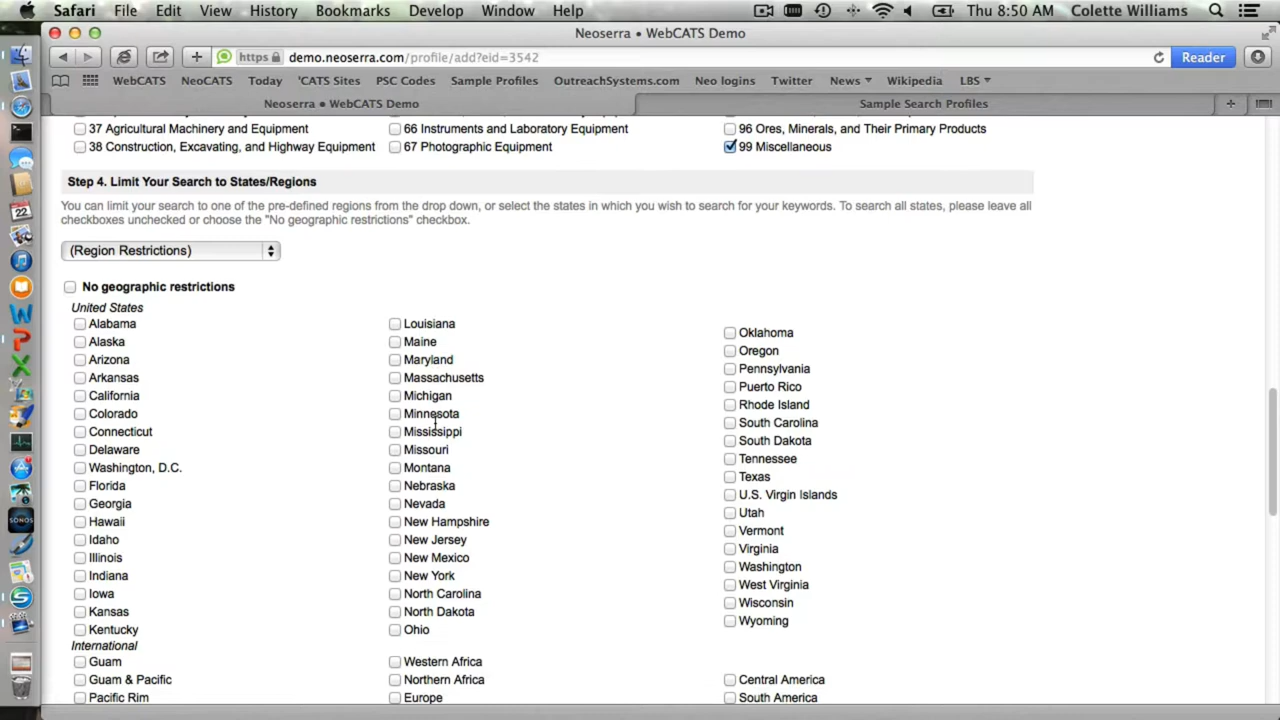 Safari File Edit View History Bookmarks Develop Window Help Thu 8:50 AM Colette Williams
Neoserra • WebCATS Demo
https demo.neoserra.com/profile/add?eid=3542 Reader
WebCATS NeoCATS Today 'CATS Sites PSC Codes Sample Profiles OutreachSystems.com Neo logins Twitter News Wikipedia LBS
Neoserra • WebCATS Demo Sample Search Profiles
37 Agricultural Machinery and Equipment 66 Instruments and Laboratory Equipment 96 Ores, Minerals, and Their Primary Products
38 Construction, Excavating, and Highway Equipment 67 Photographic Equipment 99 Miscellaneous
Step 4. Limit Your Search to States/Regions
You can limit your search to one of the pre-defined regions from the drop down, or select the states in which you wish to search for your keywords. To search all states, please leave all
checkboxes unchecked or choose the "No geographic restrictions" checkbox.
(Region Restrictions)
No geographic restrictions
United States
Alabama Louisiana Oklahoma
Alaska Maine Oregon
Arizona Maryland Pennsylvania
Arkansas Massachusetts Puerto Rico
California Michigan Rhode Island
Colorado Minnesota South Carolina
Connecticut Mississippi South Dakota
Delaware Missouri Tennessee
Washington, D.C. Montana Texas
Florida Nebraska U.S. Virgin Islands
Georgia Nevada Utah
Hawaii New Hampshire Vermont
Idaho New Jersey Virginia
Illinois New Mexico Washington
Indiana New York West Virginia
Iowa North Carolina Wisconsin
Kansas North Dakota Wyoming
Kentucky Ohio
International
Guam Western Africa
Guam & Pacific Northern Africa Central America
Pacific Rim Europe South America
22
SONOS